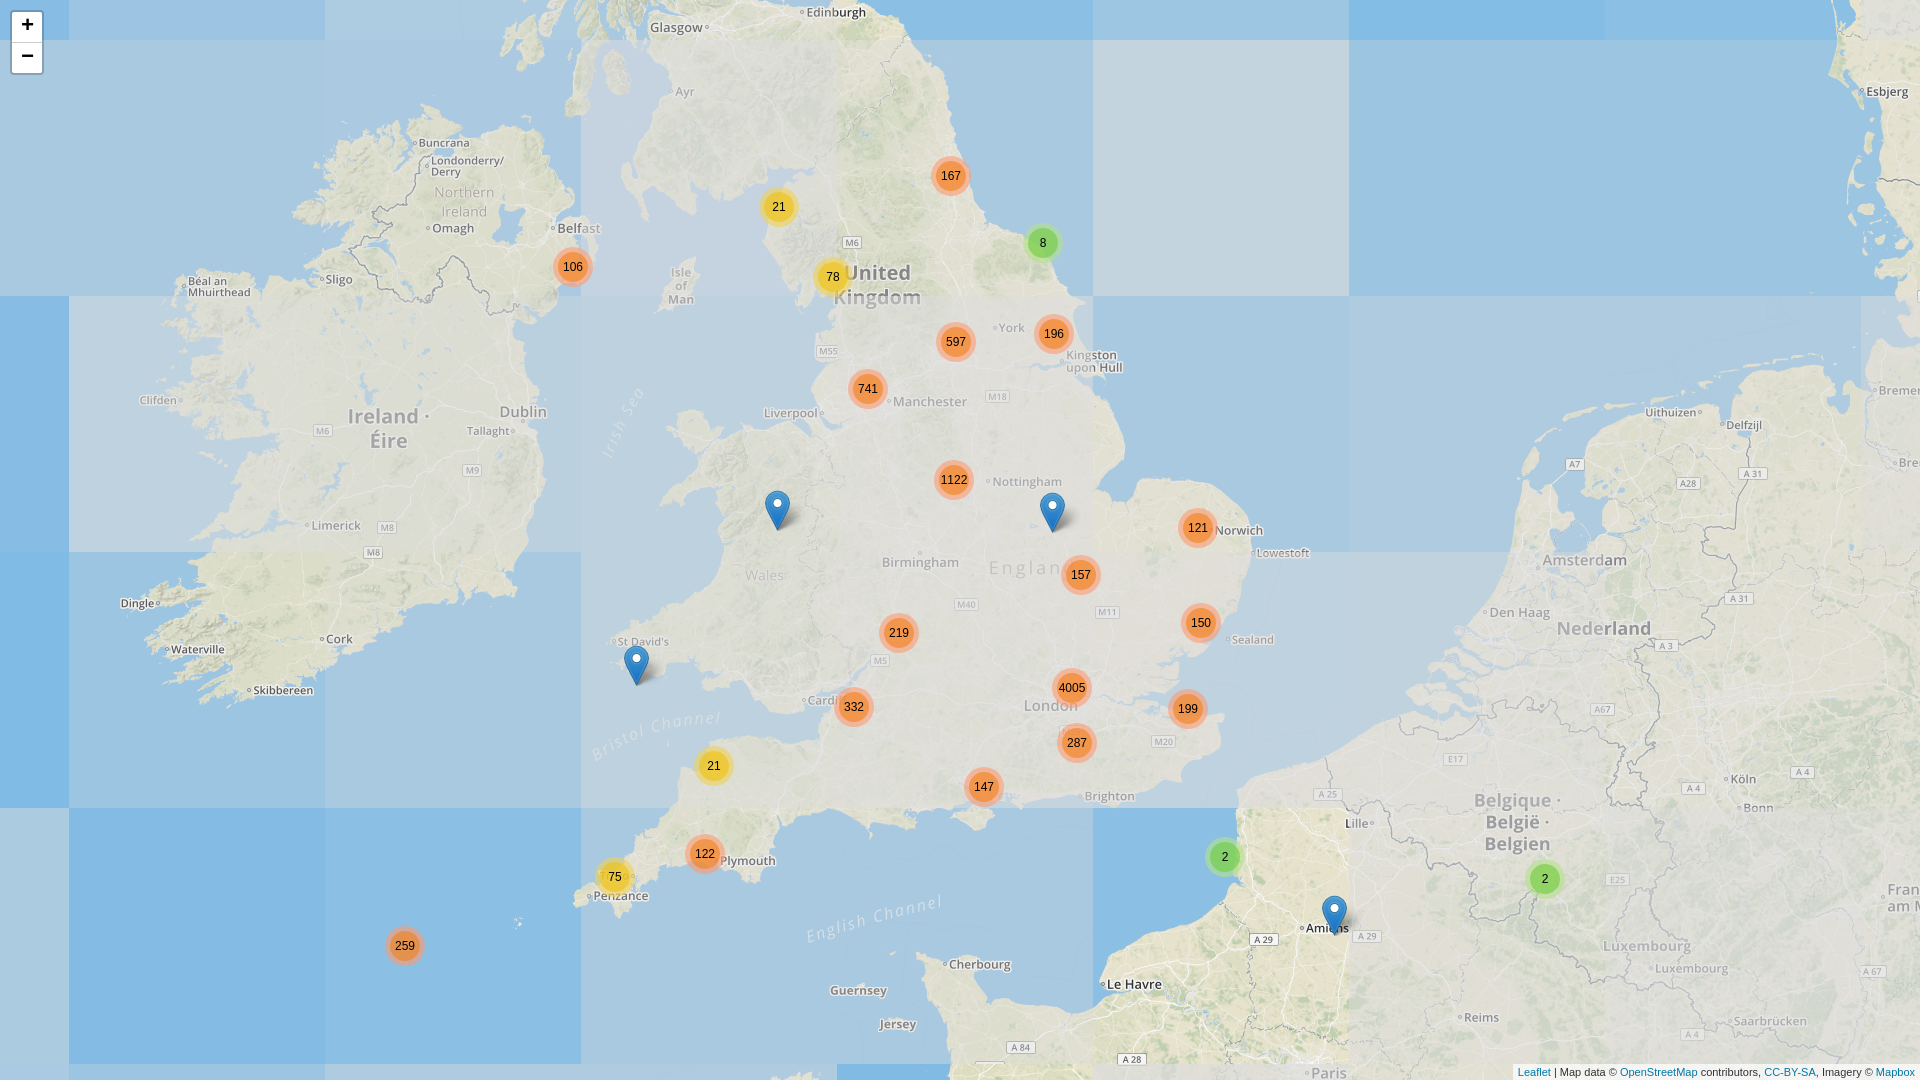 +
−
Edinburgh
Glasgow
Ayr
Esbjerg
Buncrana
Londonderry/
Derry
Northern
Ireland
Omagh
Belfast
167
21
8
M6
106
78
United
Kingdom
Isle
of
Man
Sligo
Béal an
Mhuirthead
597
York
196
M55
Kingston
upon Hull
741
Manchester
M18
Liverpool
Clifden
Ireland ·
Éire
Dublin
Tallaght
M6
M9
Irish Sea
Uithuizen
Delfzijl
A7
A 31
A28
1122
Nottingham
Limerick
M8
M8
121
Norwich
Lowestoft
Birmingham
Wales
157
Amsterdam
A 31
M40
M11
Den Haag
Dingle
Cork
Waterville
Skibbereen
St David's
219
150
Sealand
Nederland
A 3
M5
4005
London
332
199
A67
287
M20
Bristol Channel
21
147
Brighton
E17
Köln
A 4
A 4
Bonn
A 25
Belgique ·
België ·
Belgien
Lille
122
Plymouth
75
Penzance
2
2
E25
259
English Channel
Amiens
A 29
A 29
Luxembourg
Luxembourg
A 67
Cherbourg
Le Havre
Guernsey
Jersey
Reims
Saarbrücken
A 4
A 84
A 28
Paris
Leaflet | Map data © OpenStreetMap contributors, CC-BY-SA, Imagery © Mapbox